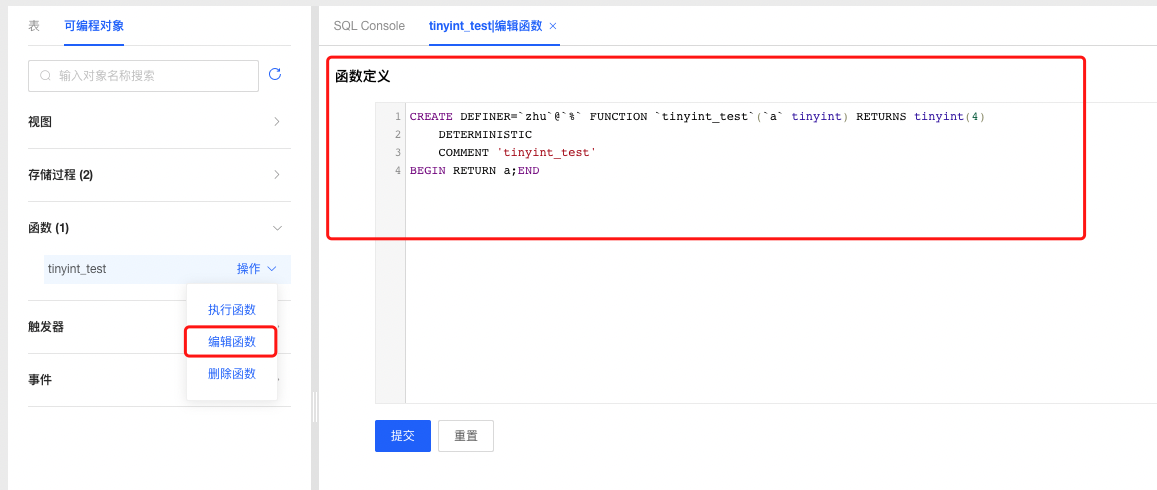 表 可编程对象
输入对象名称搜索
视图
存储过程 (2)
函数 (1)
tinyint_test 操作
执行函数
编辑函数
删除函数
触发器
事件
SQL Console tinyint_test|编辑函数 ×
函数定义
1 CREATE DEFINER=`zhu`@`%` FUNCTION `tinyint_test`(`a` tinyint) RETURNS tinyint(4)
2 DETERMINISTIC
3 COMMENT 'tinyint_test'
4 BEGIN RETURN a;END
提交 重置